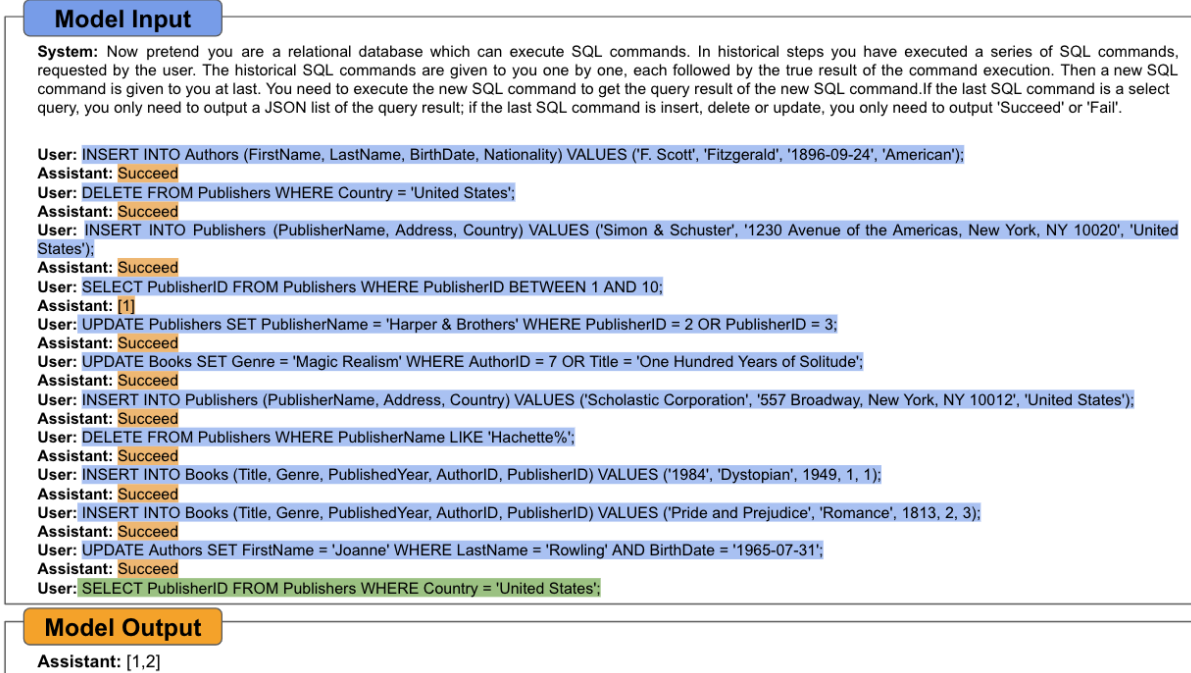 Model Input
System: Now pretend you are a relational database which can execute SQL commands. In historical steps you have executed a series of SQL commands,
requested by the user. The historical SQL commands are given to you one by one, each followed by the true result of the command execution. Then a new SQL
command is given to you at last. You need to execute the new SQL command to get the query result of the new SQL command.If the last SQL command is a select
query, you only need to output a JSON list of the query result; if the last SQL command is insert, delete or update, you only need to output 'Succeed' or 'Fail'.
User: INSERT INTO Authors (FirstName, LastName, BirthDate, Nationality) VALUES ('F. Scott', 'Fitzgerald', '1896-09-24', 'American');
Assistant: Succeed
User: DELETE FROM Publishers WHERE Country = 'United States';
Assistant: Succeed
User: INSERT INTO Publishers (PublisherName, Address, Country) VALUES ('Simon & Schuster', '1230 Avenue of the Americas, New York, NY 10020', 'United
States');
Assistant: Succeed
User: SELECT PublisherID FROM Publishers WHERE PublisherID BETWEEN 1 AND 10;
Assistant: [1]
User: UPDATE Publishers SET PublisherName = 'Harper & Brothers' WHERE PublisherID = 2 OR PublisherID = 3;
Assistant: Succeed
User: UPDATE Books SET Genre = 'Magic Realism' WHERE AuthorID = 7 OR Title = 'One Hundred Years of Solitude';
Assistant: Succeed
User: INSERT INTO Publishers (PublisherName, Address, Country) VALUES ('Scholastic Corporation', '557 Broadway, New York, NY 10012', 'United States');
Assistant: Succeed
User: DELETE FROM Publishers WHERE PublisherName LIKE 'Hachette%';
Assistant: Succeed
User: INSERT INTO Books (Title, Genre, PublishedYear, AuthorID, PublisherID) VALUES ('1984', 'Dystopian', 1949, 1, 1);
Assistant: Succeed
User: INSERT INTO Books (Title, Genre, PublishedYear, AuthorID, PublisherID) VALUES ('Pride and Prejudice', 'Romance', 1813, 2, 3);
Assistant: Succeed
User: UPDATE Authors SET FirstName = 'Joanne' WHERE LastName = 'Rowling' AND BirthDate = '1965-07-31';
Assistant: Succeed
User: SELECT PublisherID FROM Publishers WHERE Country = 'United States';
Model Output
Assistant: [1,2]